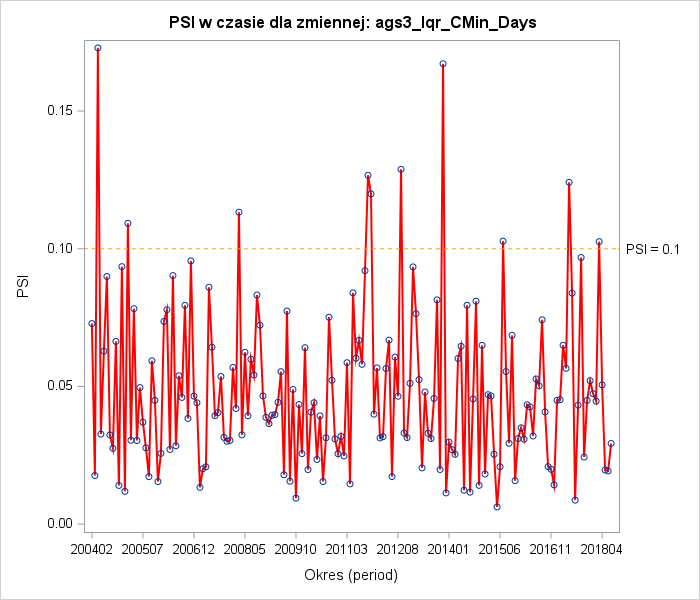 PSI w czasie dla zmiennej: ags3_Iqr_CMin_Days
0.15
0.10
0.05
0.00
PSI
PSI = 0.1
200402 200507 200612 200805 200910 201103 201208 201401 201506 201611 201804
Okres (period)